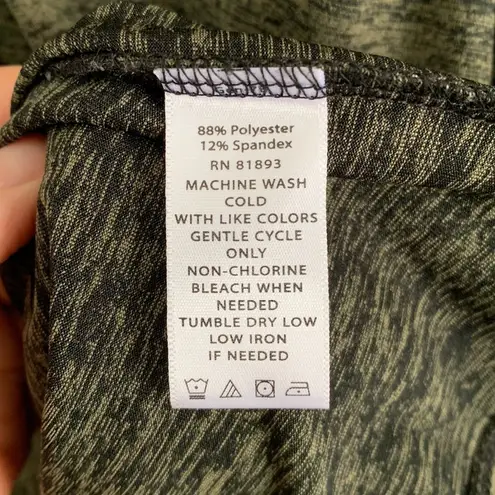 88% Polyester
12% Spandex
RN 81893
MACHINE WASH
COLD
WITH LIKE COLORS
GENTLE CYCLE
ONLY
NON-CHLORINE
BLEACH WHEN
NEEDED
TUMBLE DRY LOW
LOW IRON
IF NEEDED